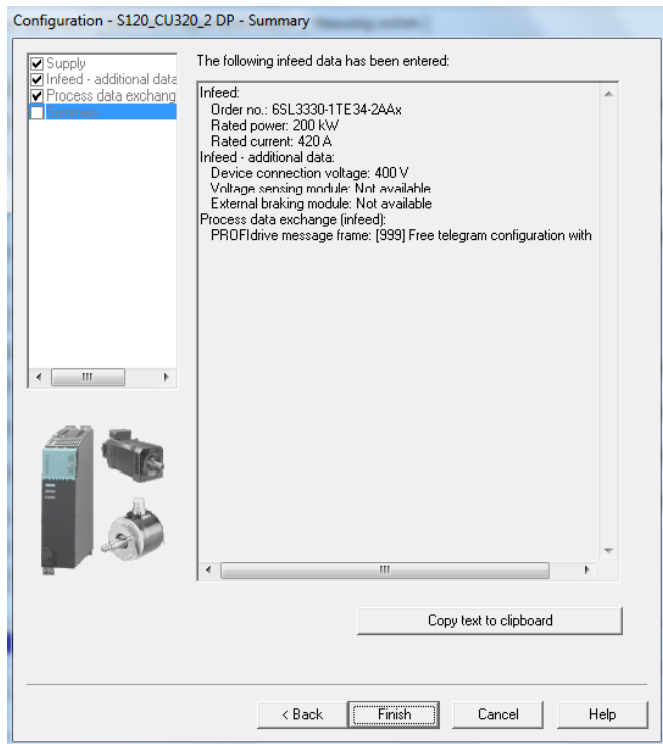 Configuration - S120_CU320_2 DP - Summary
Supply
Infeed - additional data
Process data exchang
Summary
The following infeed data has been entered:
Infeed:
Order no.: 6SL3330-1TE34-2AAx
Rated power: 200 kW
Rated current: 420 A
Infeed - additional data:
Device connection voltage: 400 V
Voltage sensing module: Not available
External braking module: Not available
Process data exchange (infeed):
PROFIdrive message frame: [999] Free telegram configuration with
Copy text to clipboard
< Back
Finish
Cancel
Help